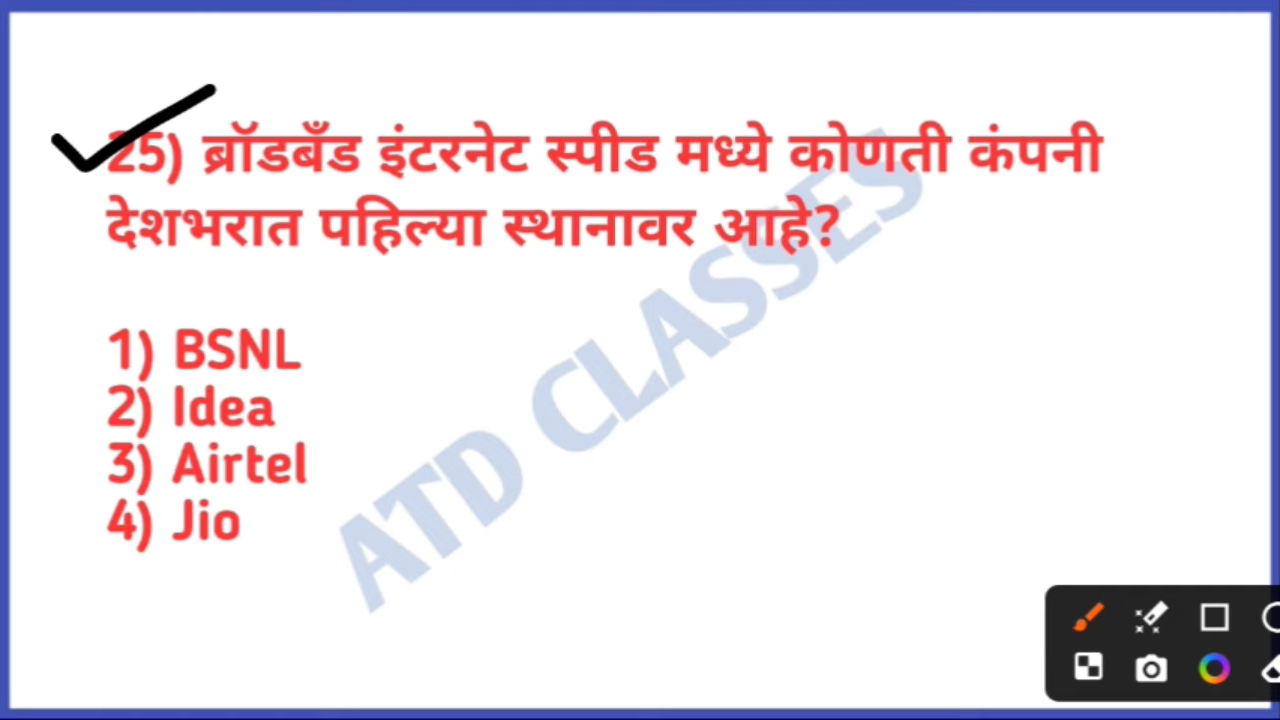 25) ब्रॉडबँड इंटरनेट स्पीड मध्ये कोणती कंपनी
देशभरात पहिल्या स्थानावर आहे?
1) BSNL
2) Idea
3) Airtel
4) Jio
ATD CLASSES